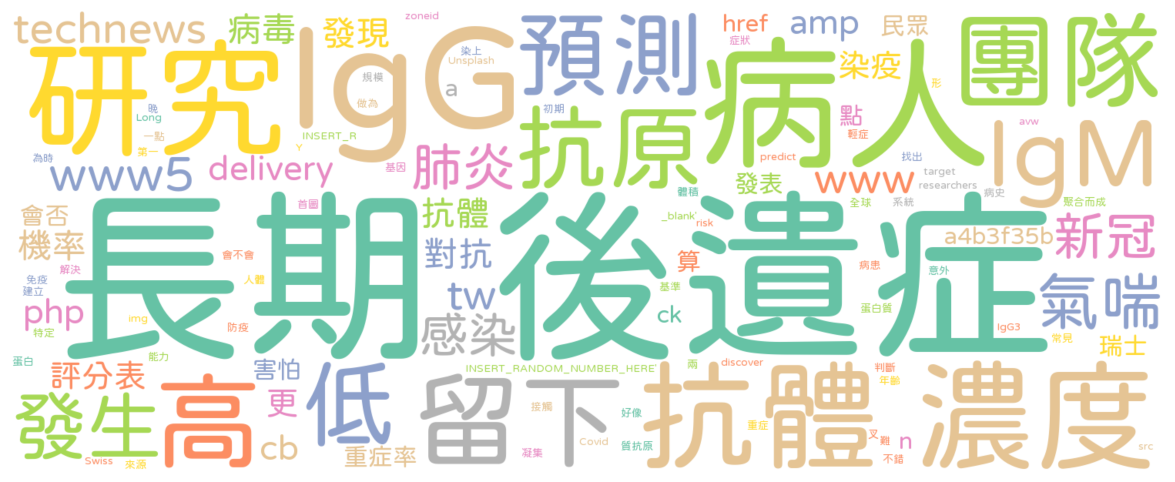 technews
病毒
發現
zoneid
染上
Unsplash
預測
href
症狀
amp
民眾
團隊
研究
IgG
規模
a
做為
染疫
病人
形
晚
Long
一點
第一
INSERT_R
Y
初期
抗原
點
輕症
IgM
avw
為時
www5
delivery
基因
肺炎
predict
找出
target
researchers
發表
www
病史
體積
全球
系統
聚合而成
會否
機率
首圖
抗體
_blank'
risk
a4b3f35b
新冠
長期後遺症
對抗
會不會
解決
免疫
建立
人體
算
基準
病患
意外
氣喘
php
特定
img
防疫
tw
感染
ck
蛋白質
IgG3
常見
瑞士
蛋白
能力
評分表
害怕
INSERT_RANDOM_NUMBER_HERE'
兩
discover
判斷
年齡
發生
高
更
低
留下
接觸
好像
抗體濃度
Swiss
來源
cb
重症率
凝集
Covid
質抗原
重症
叉
難
不錯
n
src